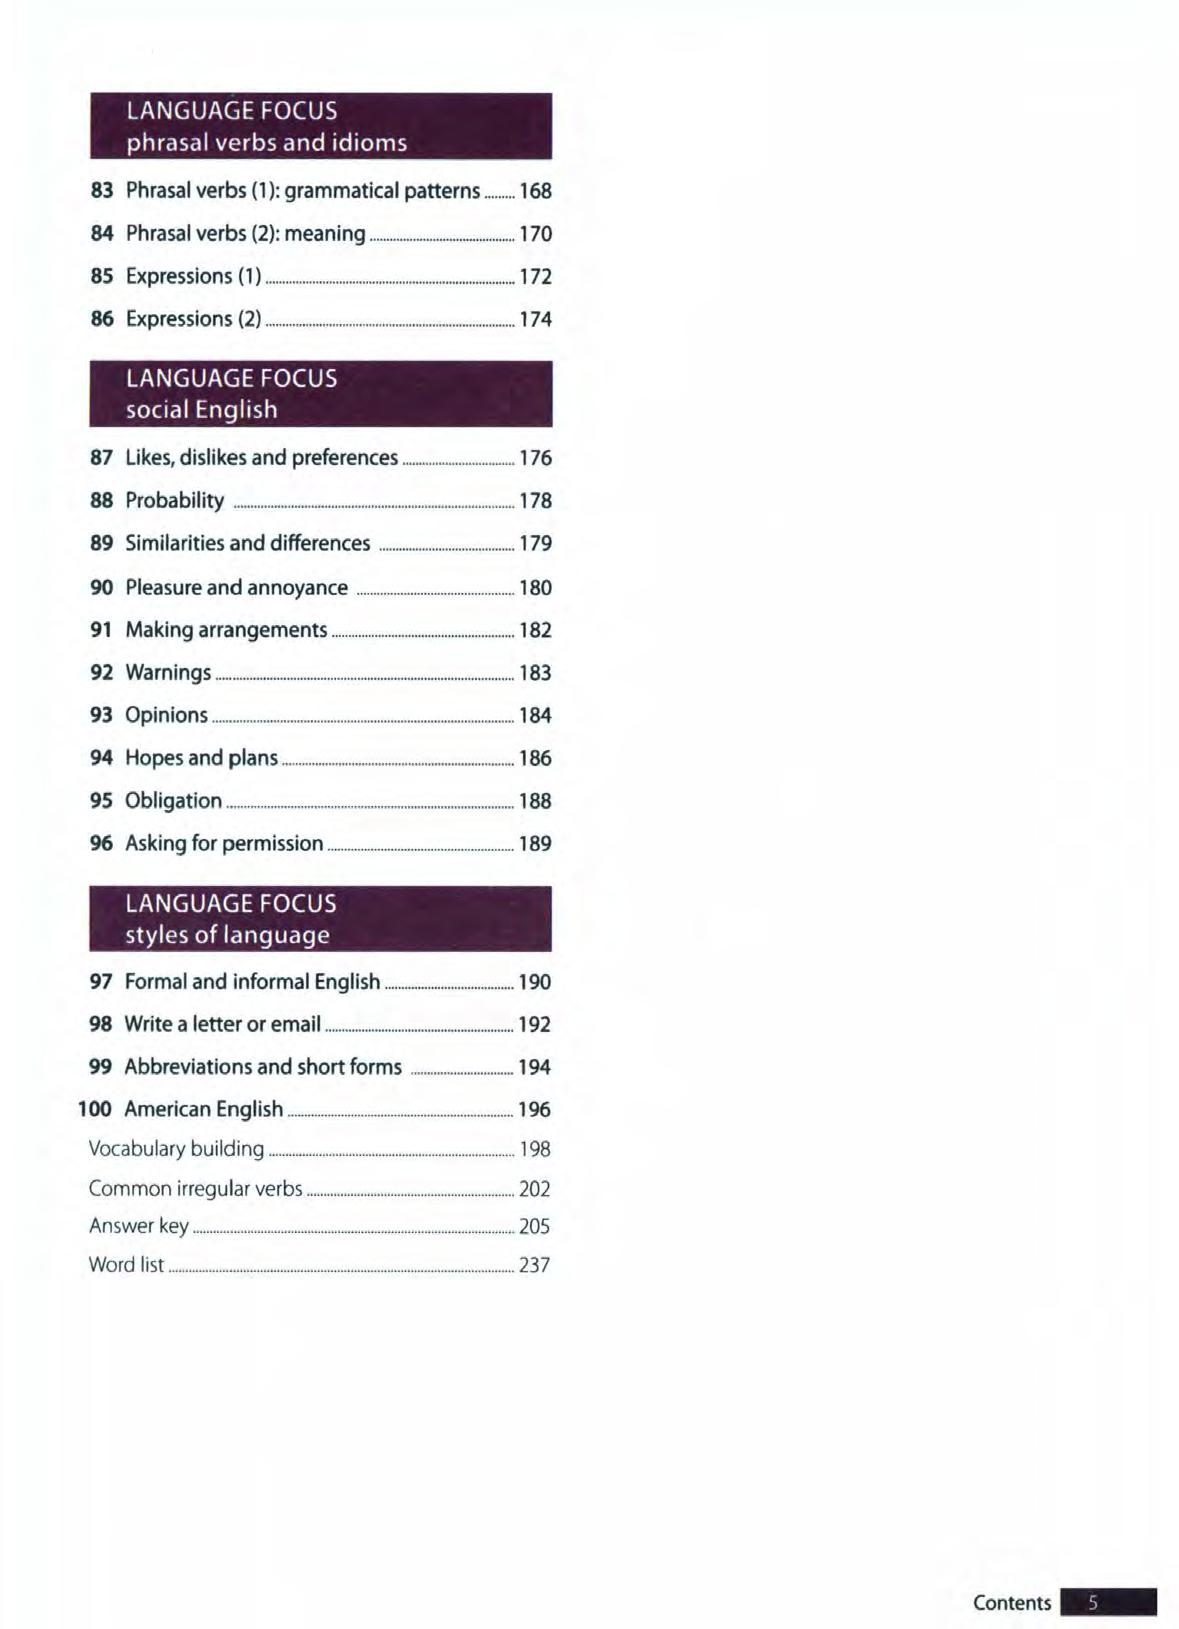 LANGUAGE FOCUS
phrasal verbs and idioms
83 Phrasal verbs (1): grammatical patterns ........ 168
84 Phrasal verbs (2): meaning ........ 170
85 Expressions (1) ........ 172
86 Expressions (2) ........ 174
LANGUAGE FOCUS
social English
87 Likes, dislikes and preferences ........ 176
88 Probability ........ 178
89 Similarities and differences ........ 179
90 Pleasure and annoyance ........ 180
91 Making arrangements ........ 182
92 Warnings ........ 183
93 Opinions ........ 184
94 Hopes and plans ........ 186
95 Obligation ........ 188
96 Asking for permission ........ 189
LANGUAGE FOCUS
styles of language
97 Formal and informal English ........ 190
98 Write a letter or email ........ 192
99 Abbreviations and short forms ........ 194
100 American English ........ 196
Vocabulary building ........ 198
Common irregular verbs ........ 202
Answer key ........ 205
Word list ........ 237
Contents 5